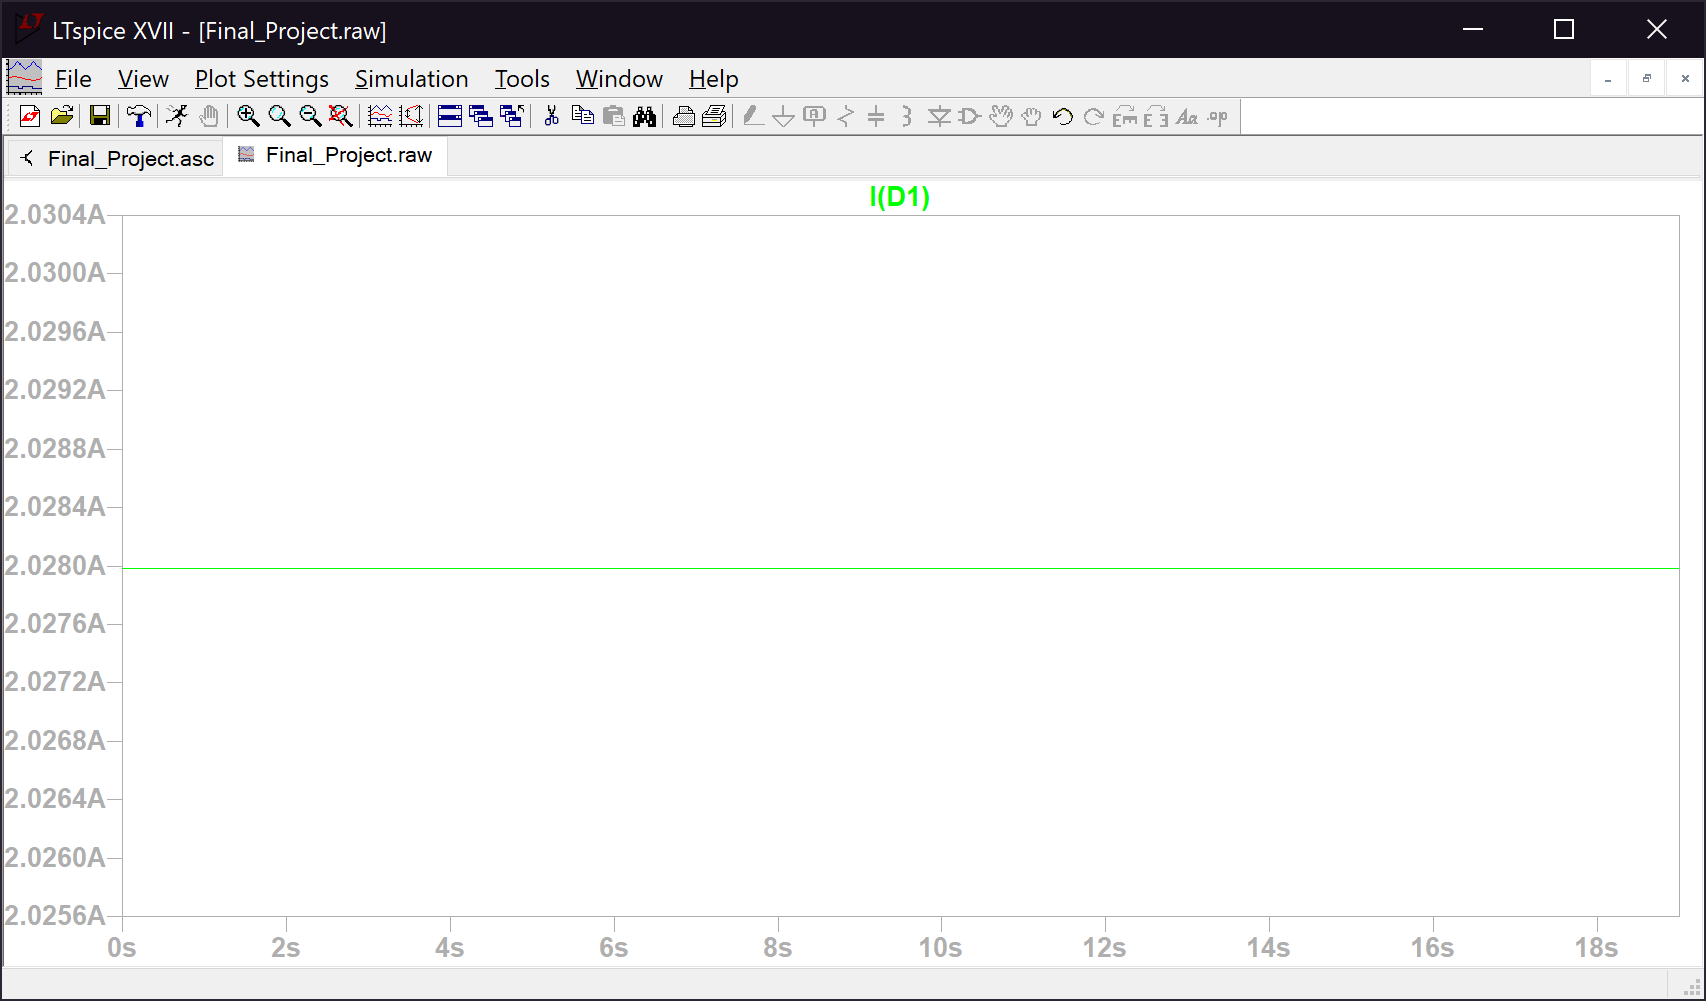 LTspice XVII - [Final_Project.raw]
File View Plot Settings Simulation Tools Window Help
Final_Project.asc Final_Project.raw
I(D1)
2.0304A
2.0300A
2.0296A
2.0292A
2.0288A
2.0284A
2.0280A
2.0276A
2.0272A
2.0268A
2.0264A
2.0260A
2.0256A
0s 2s 4s 6s 8s 10s 12s 14s 16s 18s